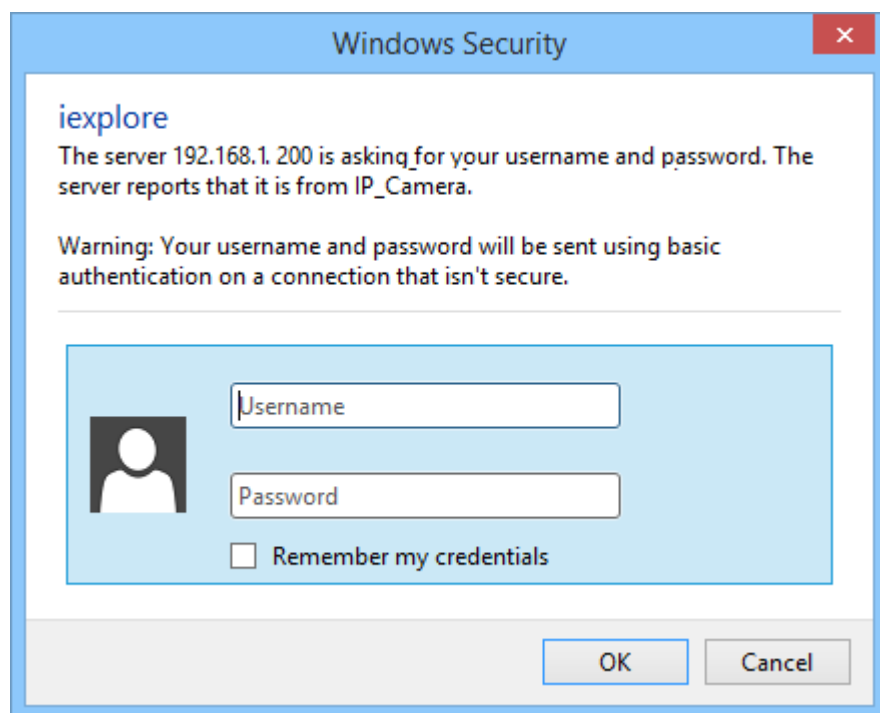 Windows Security
iexplore
The server 192.168.1. 200 is asking for your username and password. The
server reports that it is from IP_Camera.
Warning: Your username and password will be sent using basic
authentication on a connection that isn't secure.
Username
Password
Remember my credentials
OK Cancel